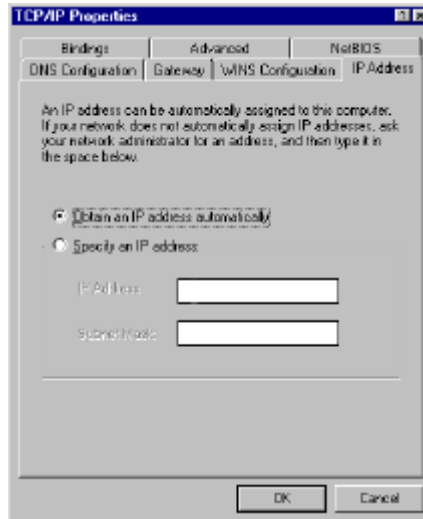 TCP/IP Properties
Bindings Advanced NetBIOS
DNS Configuration Gateway WINS Configuration IP Address
An IP address can be automatically assigned to this computer.
If your network does not automatically assign IP addresses, ask
your network administrator for an address, and then type it in
the space below.
Obtain an IP address automatically
Specify an IP address:
IP Address:
Subnet Mask:
OK Cancel